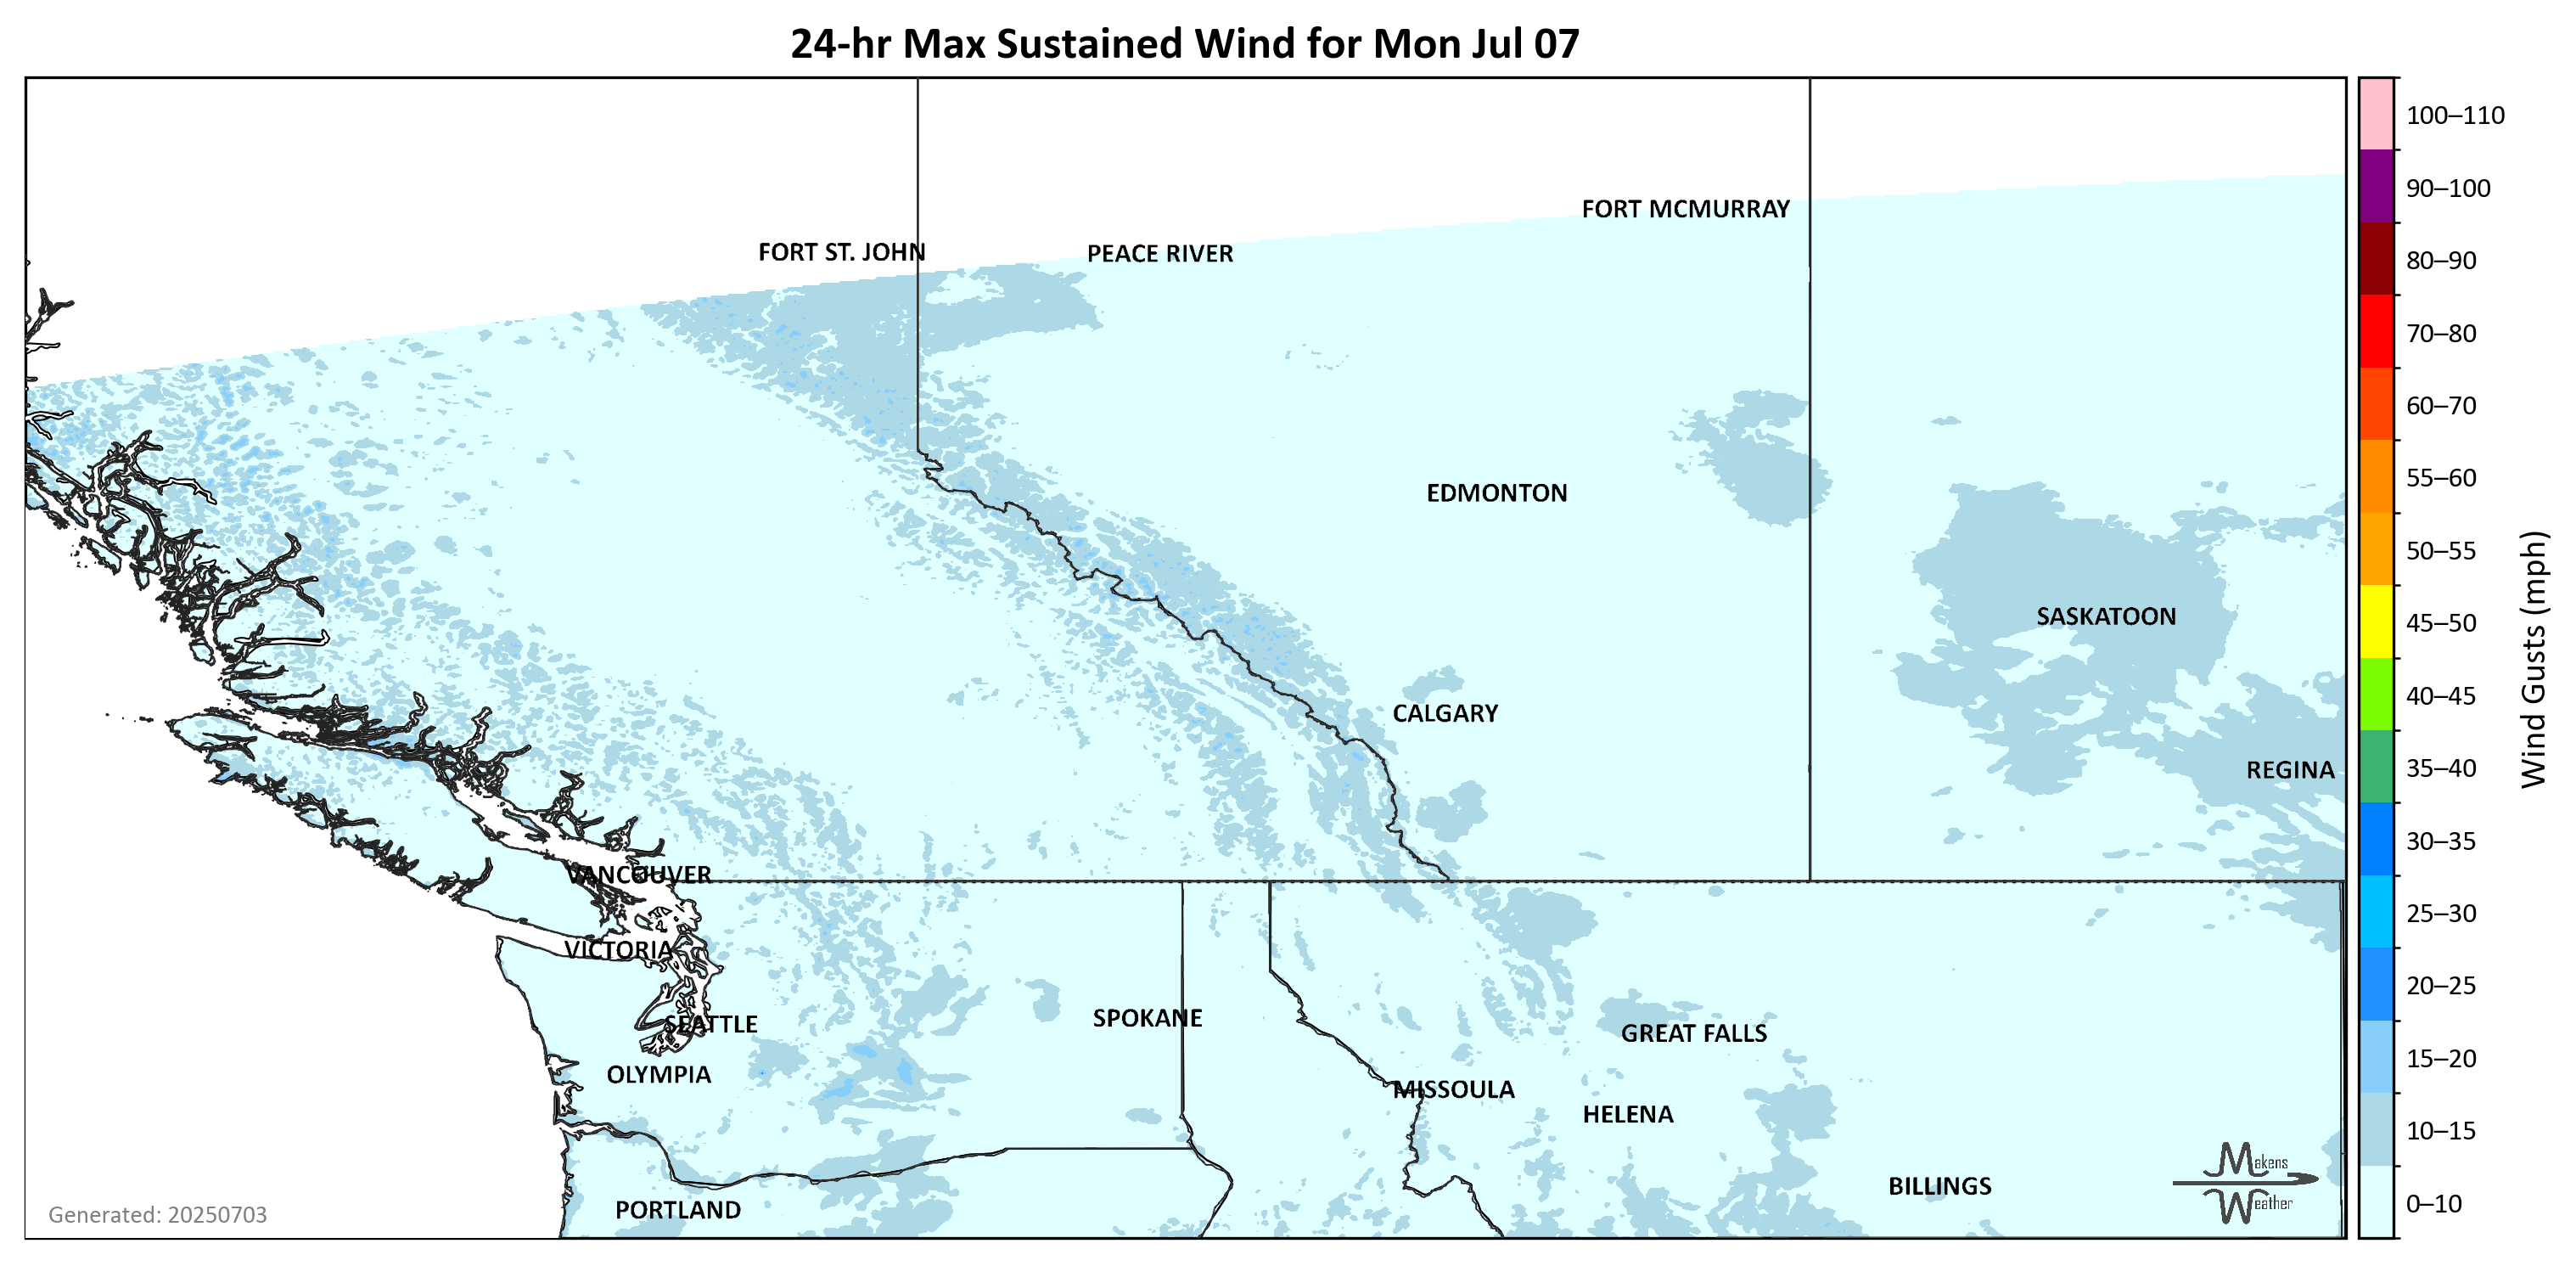 24-hr Max Sustained Wind for Mon Jul 07
FORT MCMURRAY
FORT ST. JOHN
PEACE RIVER
EDMONTON
SASKATOON
CALGARY
REGINA
VANCOUVER
VICTORIA
SPOKANE
SEATTLE
GREAT FALLS
OLYMPIA
MISSOULA
HELENA
BILLINGS
PORTLAND
Makens
Weather
Generated: 20250703
100–110
90–100
80–90
70–80
60–70
55–60
50–55
45–50
40–45
35–40
30–35
25–30
20–25
15–20
10–15
0–10
Wind Gusts (mph)